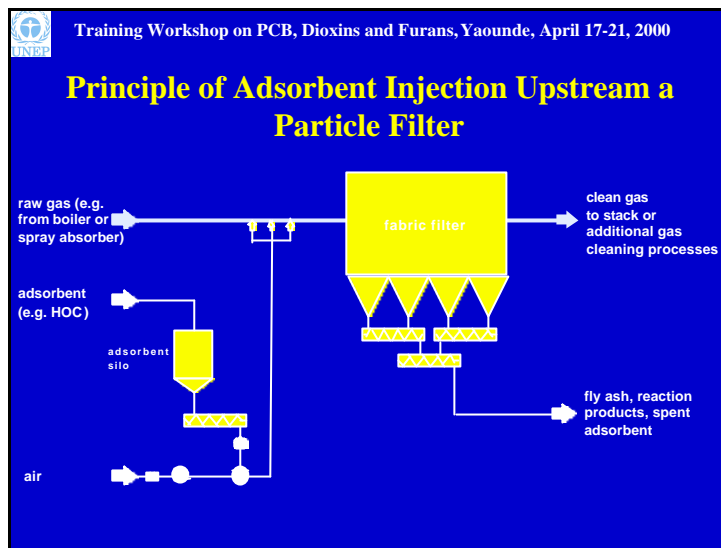 Training Workshop on PCB, Dioxins and Furans, Yaounde, April 17-21, 2000
UNEP
Principle of Adsorbent Injection Upstream a
Particle Filter
raw gas (e.g.
from boiler or
spray absorber)
fabric filter
clean gas
to stack or
additional gas
cleaning processes
adsorbent
(e.g. HOC)
adsorbent
silo
fly ash, reaction
products, spent
adsorbent
air